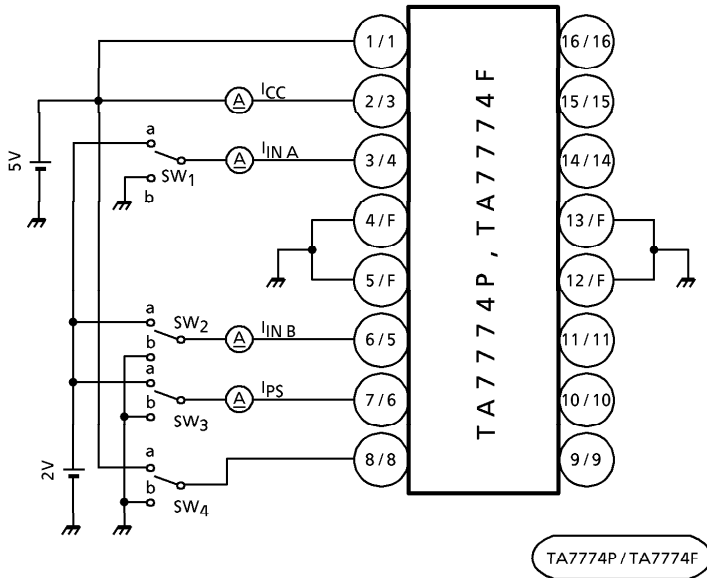 1/1
16/16
ICC
A
2/3
15/15
a
5V
IIN A
A
3/4
14/14
SW1
b
4/F
13/F
5/F
12/F
a
SW2
IIN B
A
6/5
11/11
b
a
IPS
A
7/6
10/10
b
SW3
2V
a
8/8
9/9
b
SW4
TA7774P, TA7774F
TA7774P/TA7774F